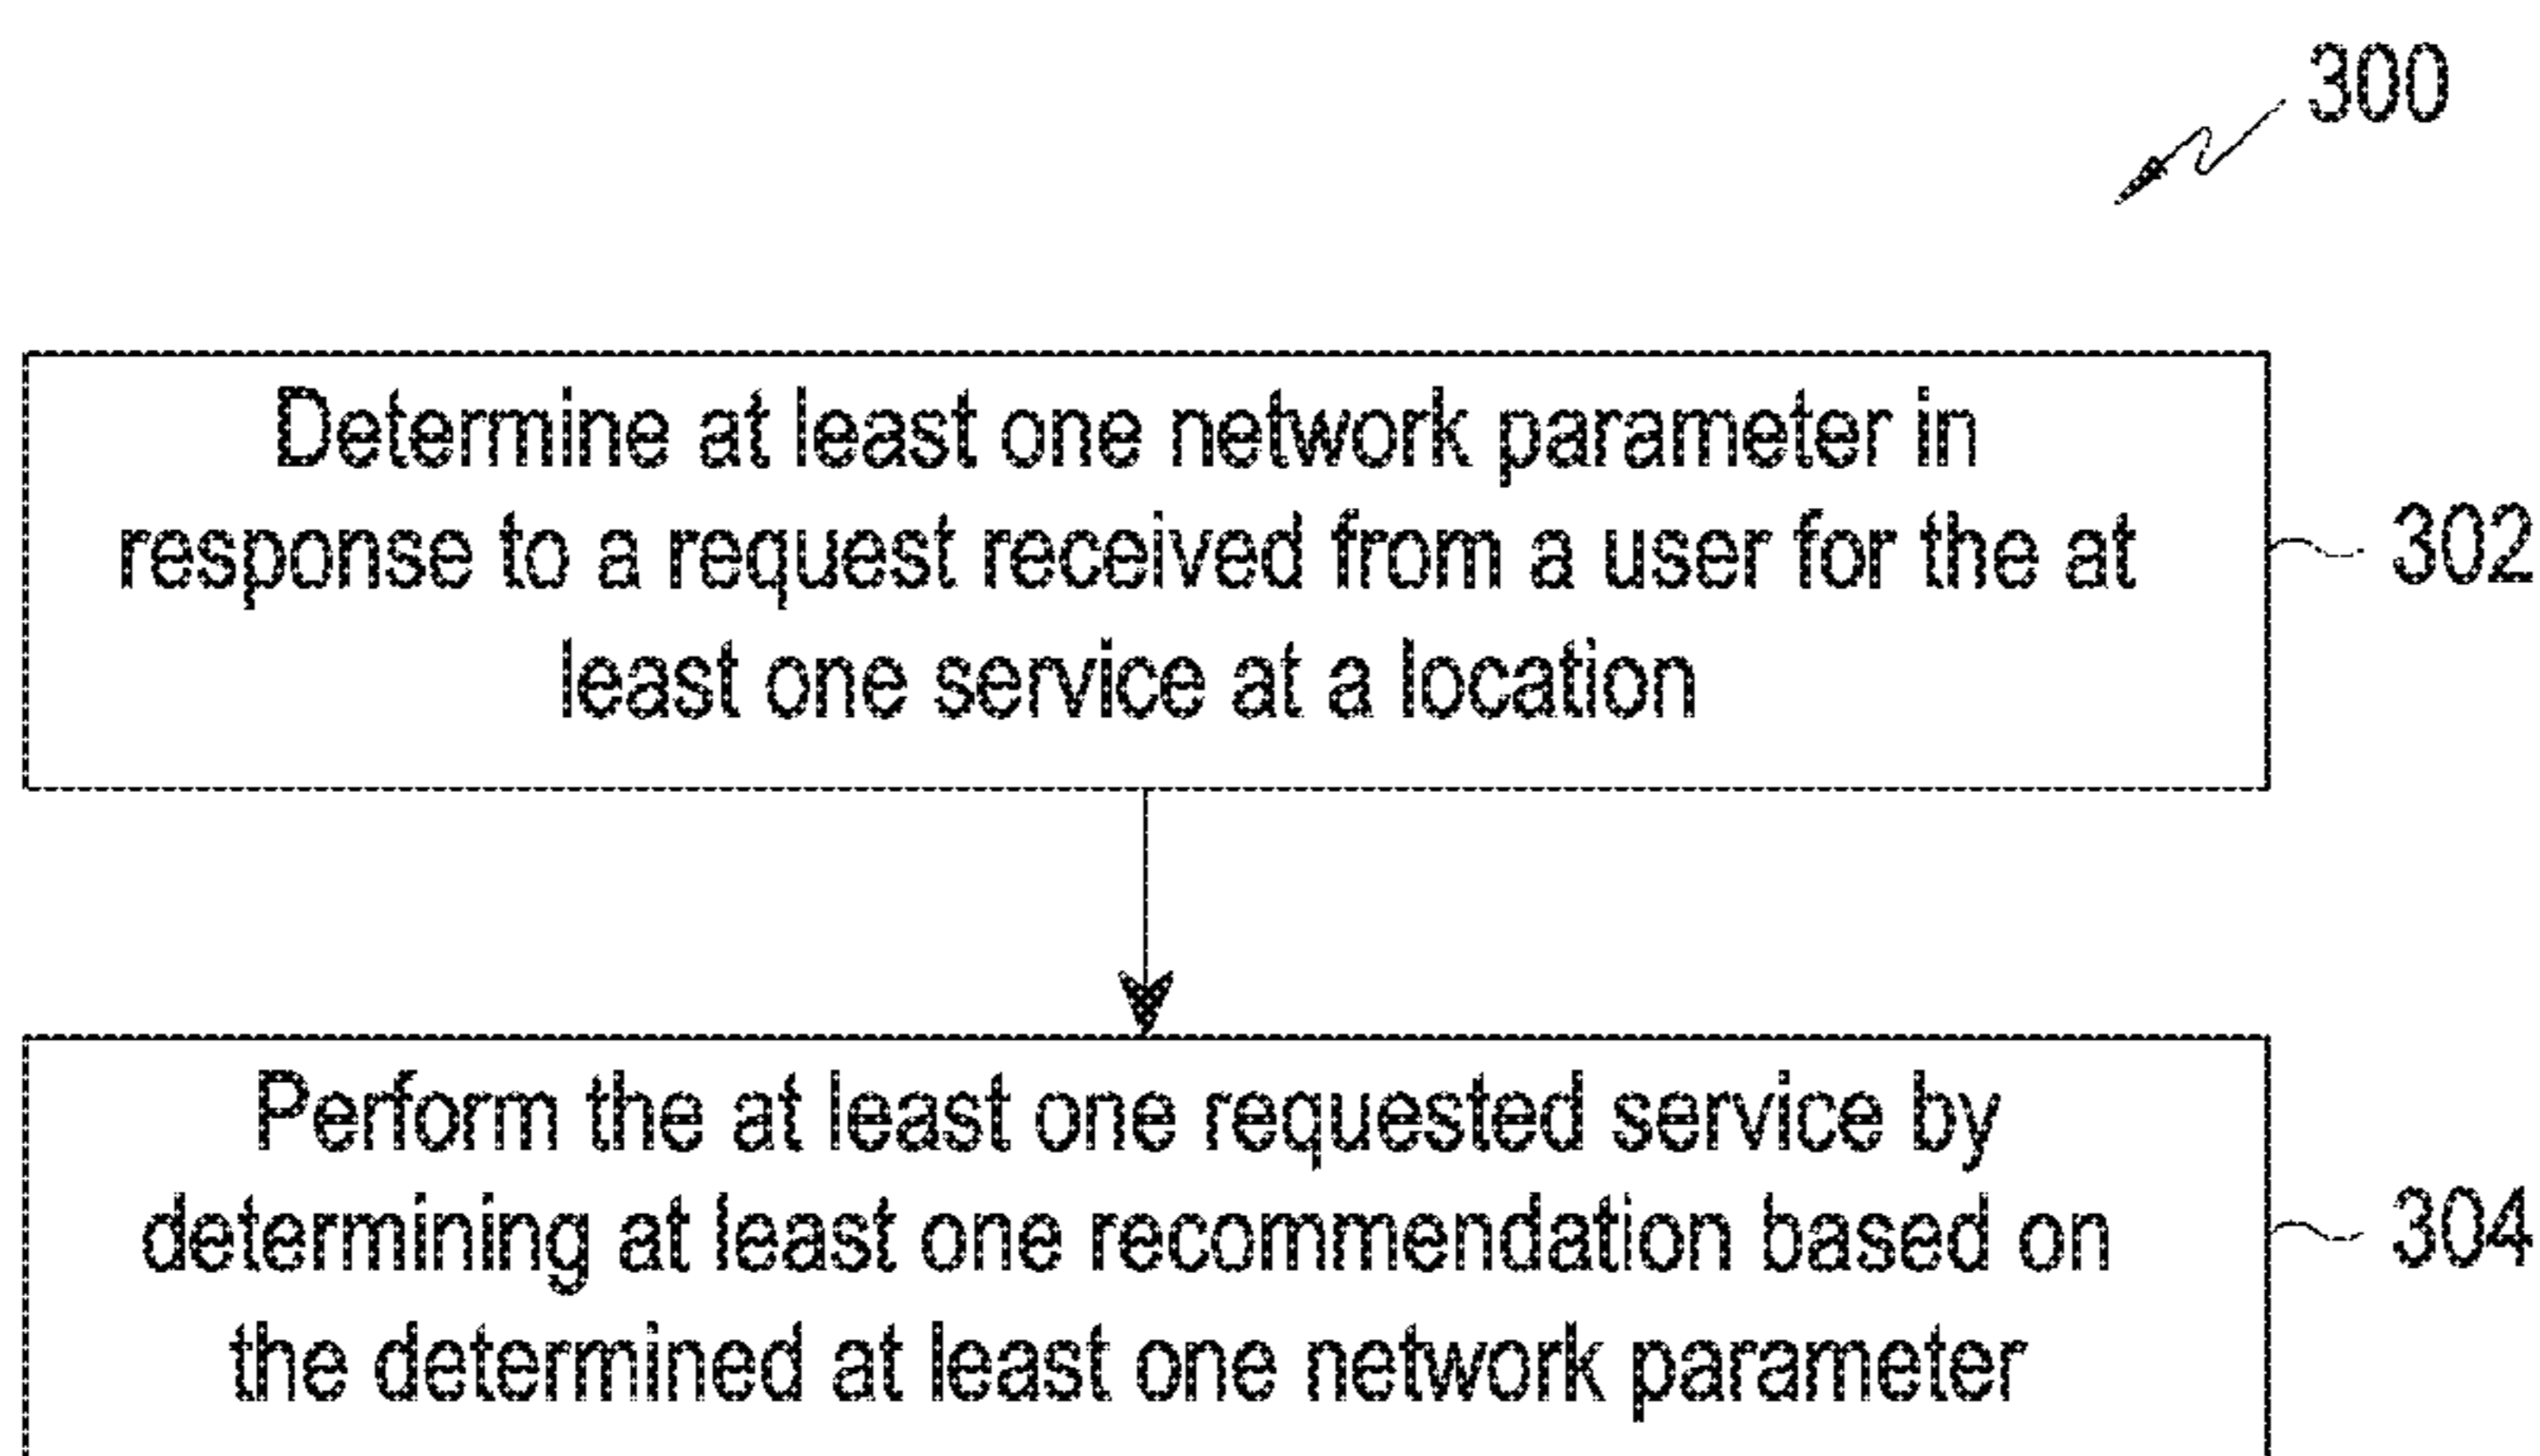 300
Determine at least one network parameter in
response to a request received from a user for the at
least one service at a location
302
Perform the at least one requested service by
determining at least one recommendation based on
the determined at least one network parameter
304